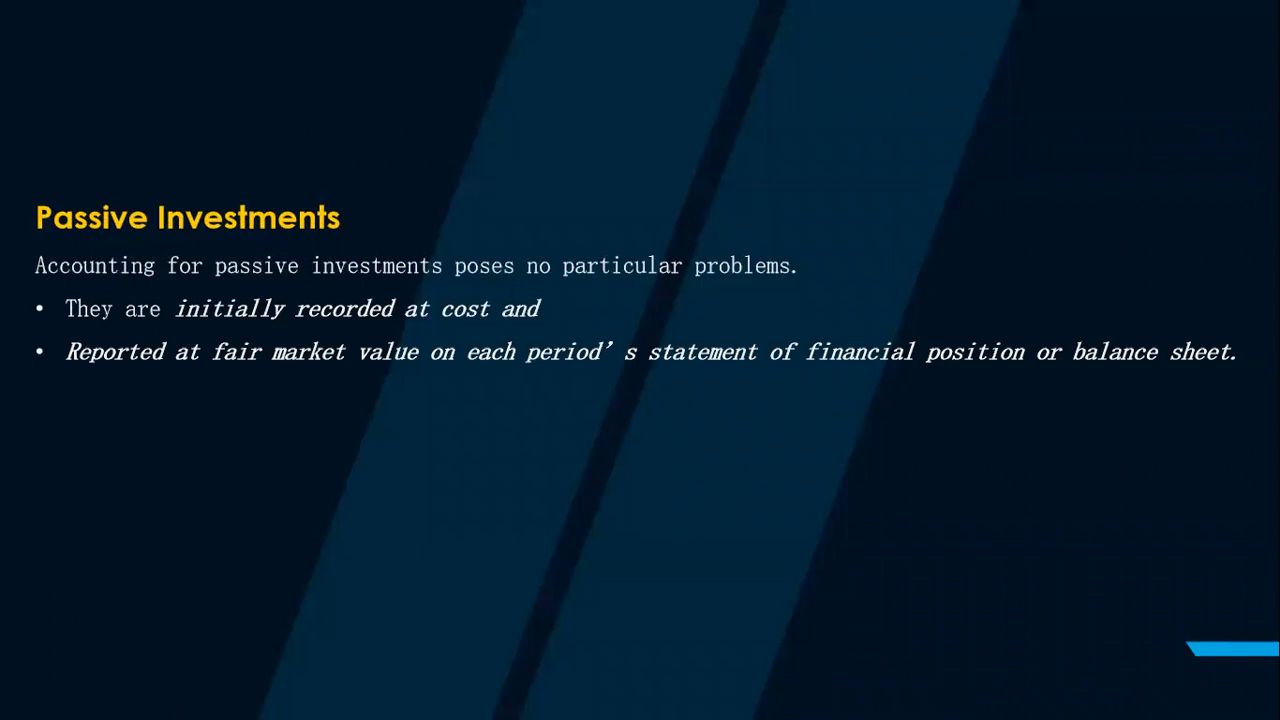 Passive Investments
Accounting for passive investments poses no particular problems.
• They are initially recorded at cost and
• Reported at fair market value on each period’s statement of financial position or balance sheet.